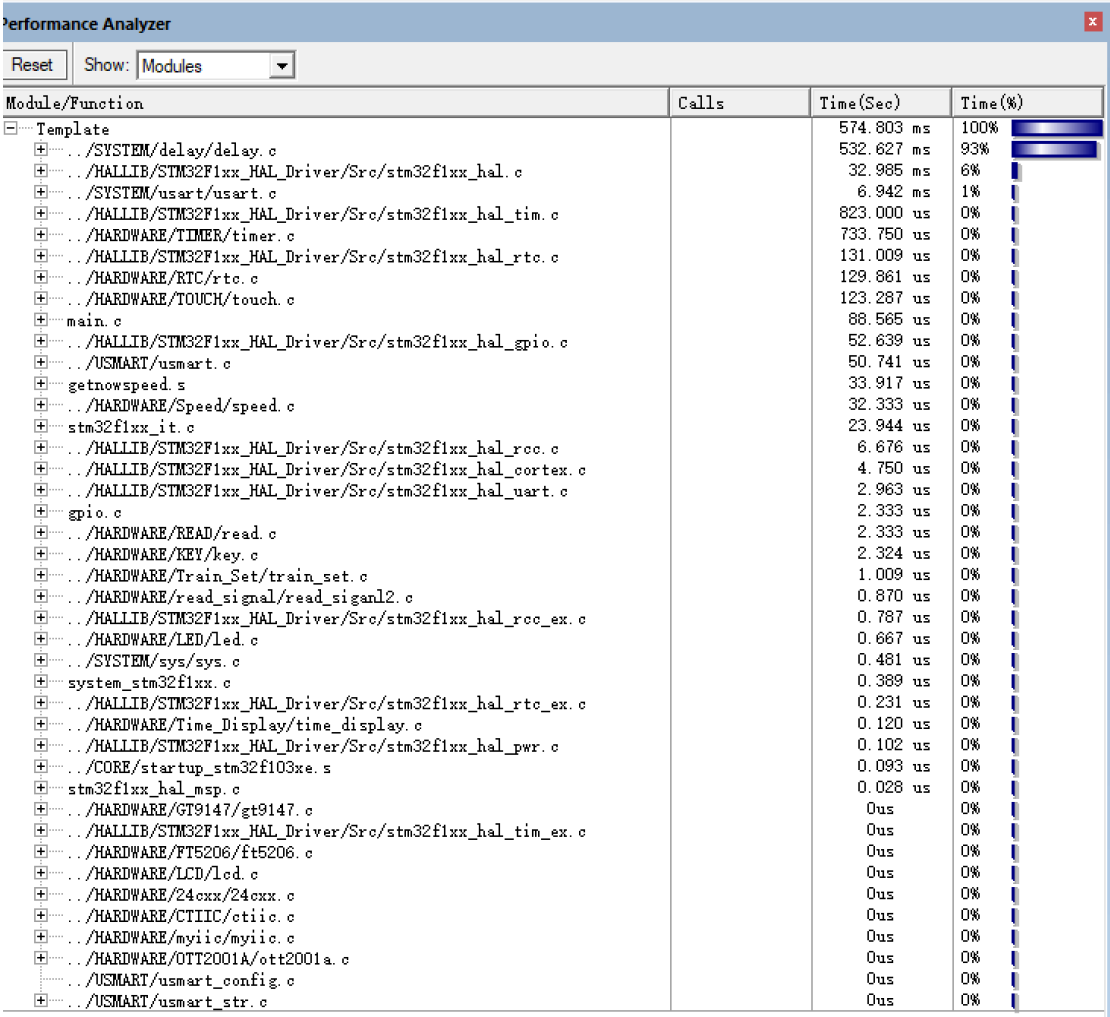 Performance Analyzer
Reset Show: Modules
Module/Function Calls Time(Sec) Time(%)
Template 574.803 ms 100%
../SYSTEM/delay/delay.c 532.627 ms 93%
../HALLIB/STM32F1xx_HAL_Driver/Src/stm32f1xx_hal.c 32.985 ms 6%
../SYSTEM/usart/usart.c 6.942 ms 1%
../HALLIB/STM32F1xx_HAL_Driver/Src/stm32f1xx_hal_tim.c 823.000 us 0%
../HARDWARE/TIMER/timer.c 733.750 us 0%
../HALLIB/STM32F1xx_HAL_Driver/Src/stm32f1xx_hal_rtc.c 131.009 us 0%
../HARDWARE/RTC/rtc.c 129.861 us 0%
../HARDWARE/TOUCH/touch.c 123.287 us 0%
main.c 88.565 us 0%
../HALLIB/STM32F1xx_HAL_Driver/Src/stm32f1xx_hal_gpio.c 52.639 us 0%
../USMART/usmart.c 50.741 us 0%
getnowspeed.s 33.917 us 0%
../HARDWARE/Speed/speed.c 32.333 us 0%
stm32f1xx_it.c 23.944 us 0%
../HALLIB/STM32F1xx_HAL_Driver/Src/stm32f1xx_hal_rcc.c 6.676 us 0%
../HALLIB/STM32F1xx_HAL_Driver/Src/stm32f1xx_hal_cortex.c 4.750 us 0%
../HALLIB/STM32F1xx_HAL_Driver/Src/stm32f1xx_hal_uart.c 2.963 us 0%
gpio.c 2.333 us 0%
../HARDWARE/READ/read.c 2.333 us 0%
../HARDWARE/KEY/key.c 2.324 us 0%
../HARDWARE/Train_Set/train_set.c 1.009 us 0%
../HARDWARE/read_signal/read_siganl2.c 0.870 us 0%
../HALLIB/STM32F1xx_HAL_Driver/Src/stm32f1xx_hal_rcc_ex.c 0.787 us 0%
../HARDWARE/LED/led.c 0.667 us 0%
../SYSTEM/sys/sys.c 0.481 us 0%
system_stm32f1xx.c 0.389 us 0%
../HALLIB/STM32F1xx_HAL_Driver/Src/stm32f1xx_hal_rtc_ex.c 0.231 us 0%
../HARDWARE/Time_Display/time_display.c 0.120 us 0%
../HALLIB/STM32F1xx_HAL_Driver/Src/stm32f1xx_hal_pwr.c 0.102 us 0%
../CORE/startup_stm32f103xe.s 0.093 us 0%
stm32f1xx_hal_msp.c 0.028 us 0%
../HARDWARE/GT9147/gt9147.c 0us 0%
../HALLIB/STM32F1xx_HAL_Driver/Src/stm32f1xx_hal_tim_ex.c 0us 0%
../HARDWARE/FT5206/ft5206.c 0us 0%
../HARDWARE/LCD/lcd.c 0us 0%
../HARDWARE/24cxx/24cxx.c 0us 0%
../HARDWARE/CTIIC/ctiic.c 0us 0%
../HARDWARE/myiic/myiic.c 0us 0%
../HARDWARE/OTT2001A/ott2001a.c 0us 0%
../USMART/usmart_config.c 0us 0%
../USMART/usmart_str.c 0us 0%